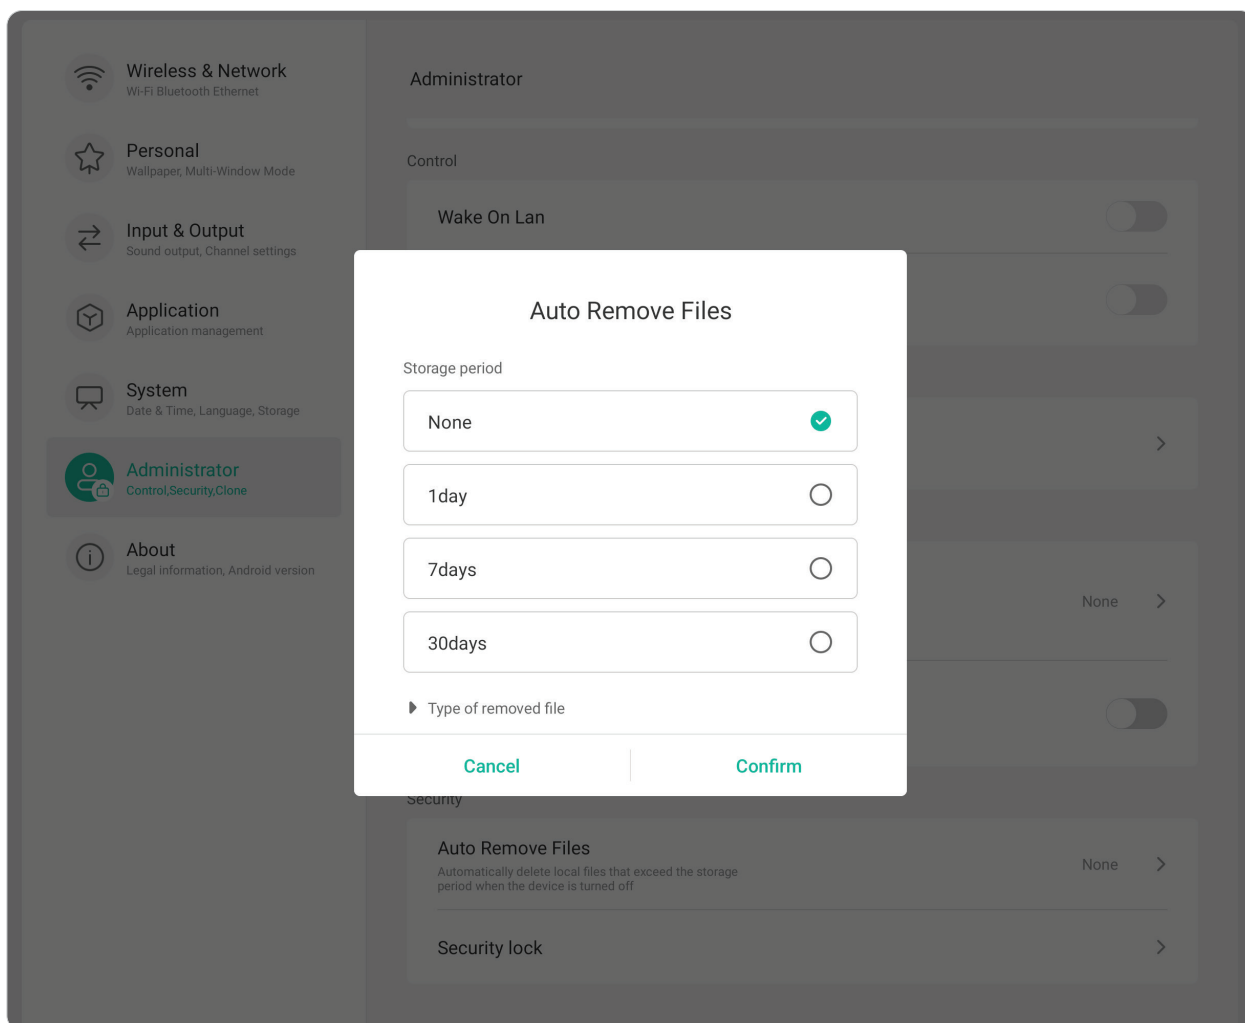 Wireless & Network
Wi-Fi Bluetooth Ethernet
Personal
Wallpaper, Multi-Window Mode
Input & Output
Sound output, Channel settings
Application
Application management
System
Date & Time, Language, Storage
Administrator
Control,Security,Clone
About
Legal information, Android version
Administrator
Control
Wake On Lan
None
Security
Auto Remove Files
Automatically delete local files that exceed the storage
period when the device is turned off
None
Security lock
Auto Remove Files
Storage period
None
1day
7days
30days
Type of removed file
Cancel
Confirm